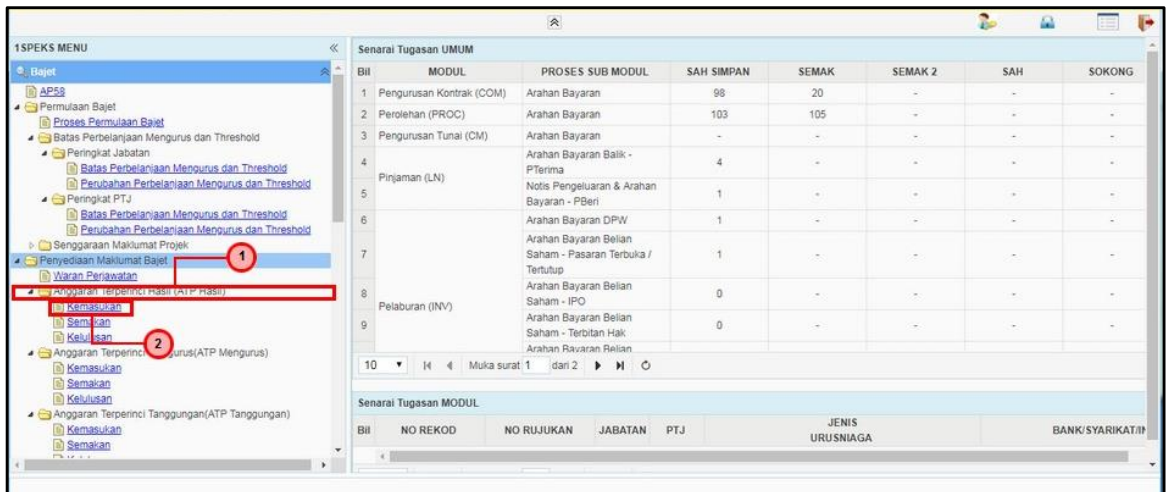 1SPEKS MENU
Bajet
AP58
Permulaan Bajet
Proses Permulaan Bajet
Batas Perbelanjaan Mengurus dan Threshold
Peringkat Jabatan
Batas Perbelanjaan Mengurus dan Threshold
Perubahan Perbelanjaan Mengurus dan Threshold
Peringkat PTJ
Batas Perbelanjaan Mengurus dan Threshold
Perubahan Perbelanjaan Mengurus dan Threshold
Senggaraan Maklumat Projek
Penyediaan Maklumat Bajet
1
Waran Perjawatan
Anggaran Terperinci Hasil (ATP Hasil)
Kemasukan
Semakan
Kelulusan
2
Anggaran Terperinci (ATP Mengurus)
Kemasukan
Semakan
Kelulusan
Anggaran Terperinci Tanggungan(ATP Tanggungan)
Kemasukan
Semakan
Senarai Tugasan UMUM
Bil MODUL PROSES SUB MODUL SAH SIMPAN SEMAK SEMAK 2 SAH SOKONG
1 Pengurusan Kontrak (COM) Arahan Bayaran 98 20 - - -
2 Perolehan (PROC) Arahan Bayaran 103 105 - - -
3 Pengurusan Tunai (CM) Arahan Bayaran - - - - -
4 Pinjaman (LN) Arahan Bayaran Balik - PTerima 4 - - - -
5 Notis Pengeluaran & Arahan Bayaran - PBeri 1 - - - -
6 Pelaburan (INV) Arahan Bayaran DPW 1 - - - -
7 Arahan Bayaran Belian Saham - Pasaran Terbuka / Tertutup 1 - - - -
8 Arahan Bayaran Belian Saham - IPO 0 - - - -
9 Arahan Bayaran Belian Saham - Terbitan Hak 0 - - - -
Arahan Bayaran Belian
10 Muka surat 1 dari 2
Senarai Tugasan MODUL
Bil NO REKOD NO RUJUKAN JABATAN PTJ JENIS URUSNIAGA BANK/SYARIKAT/IN